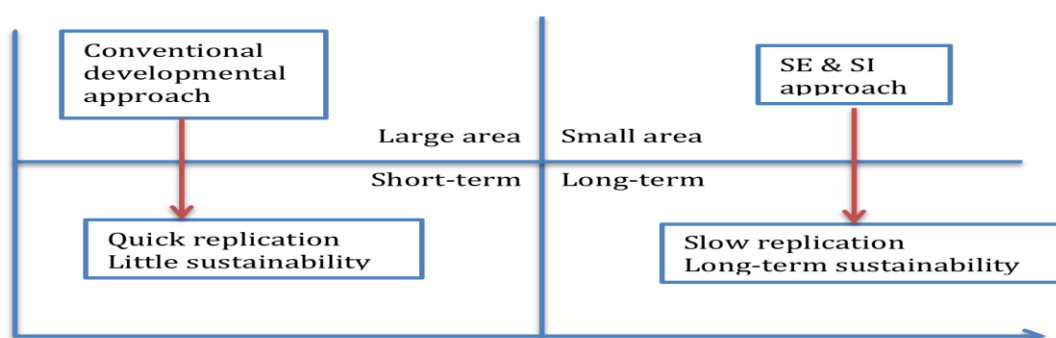 Conventional
developmental
approach
SE & SI
approach
Large area
Small area
Short-term
Long-term
Quick replication
Little sustainability
Slow replication
Long-term sustainability